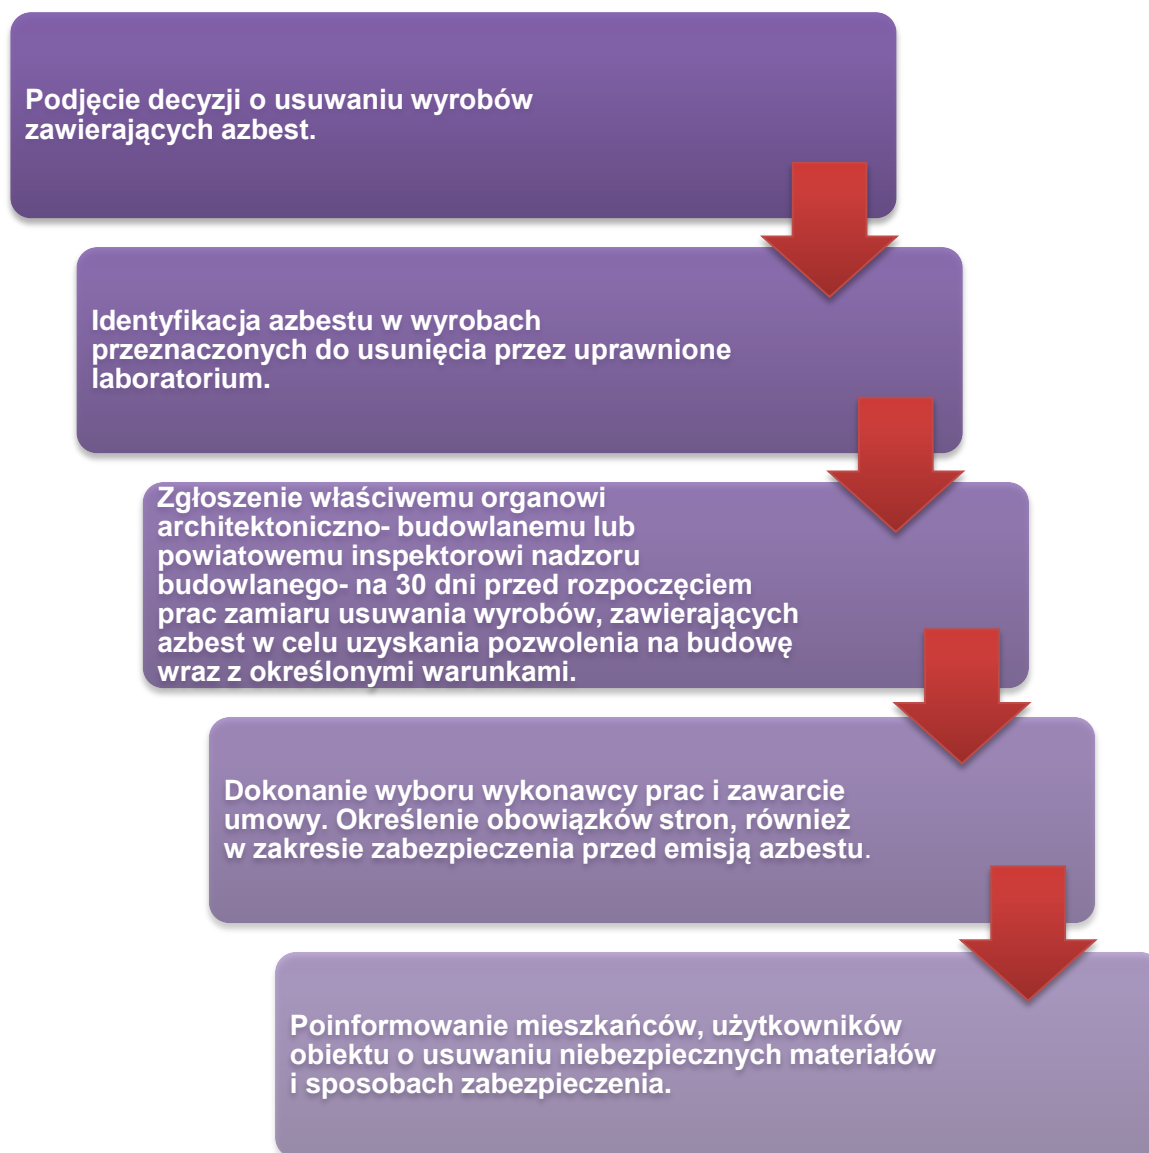 Podjęcie decyzji o usuwaniu wyrobów
zawierających azbest.
Identyfikacja azbestu w wyrobach
przeznaczonych do usunięcia przez uprawnione
laboratorium.
Zgłoszenie właściwemu organowi
architektoniczno- budowlanemu lub
powiatowemu inspektorowi nadzoru
budowlanego- na 30 dni przed rozpoczęciem
prac zamiaru usuwania wyrobów, zawierających
azbest w celu uzyskania pozwolenia na budowę
wraz z określonymi warunkami.
Dokonanie wyboru wykonawcy prac i zawarcie
umowy. Określenie obowiązków stron, również
w zakresie zabezpieczenia przed emisją azbestu.
Poinformowanie mieszkańców, użytkowników
obiektu o usuwaniu niebezpiecznych materiałów
i sposobach zabezpieczenia.